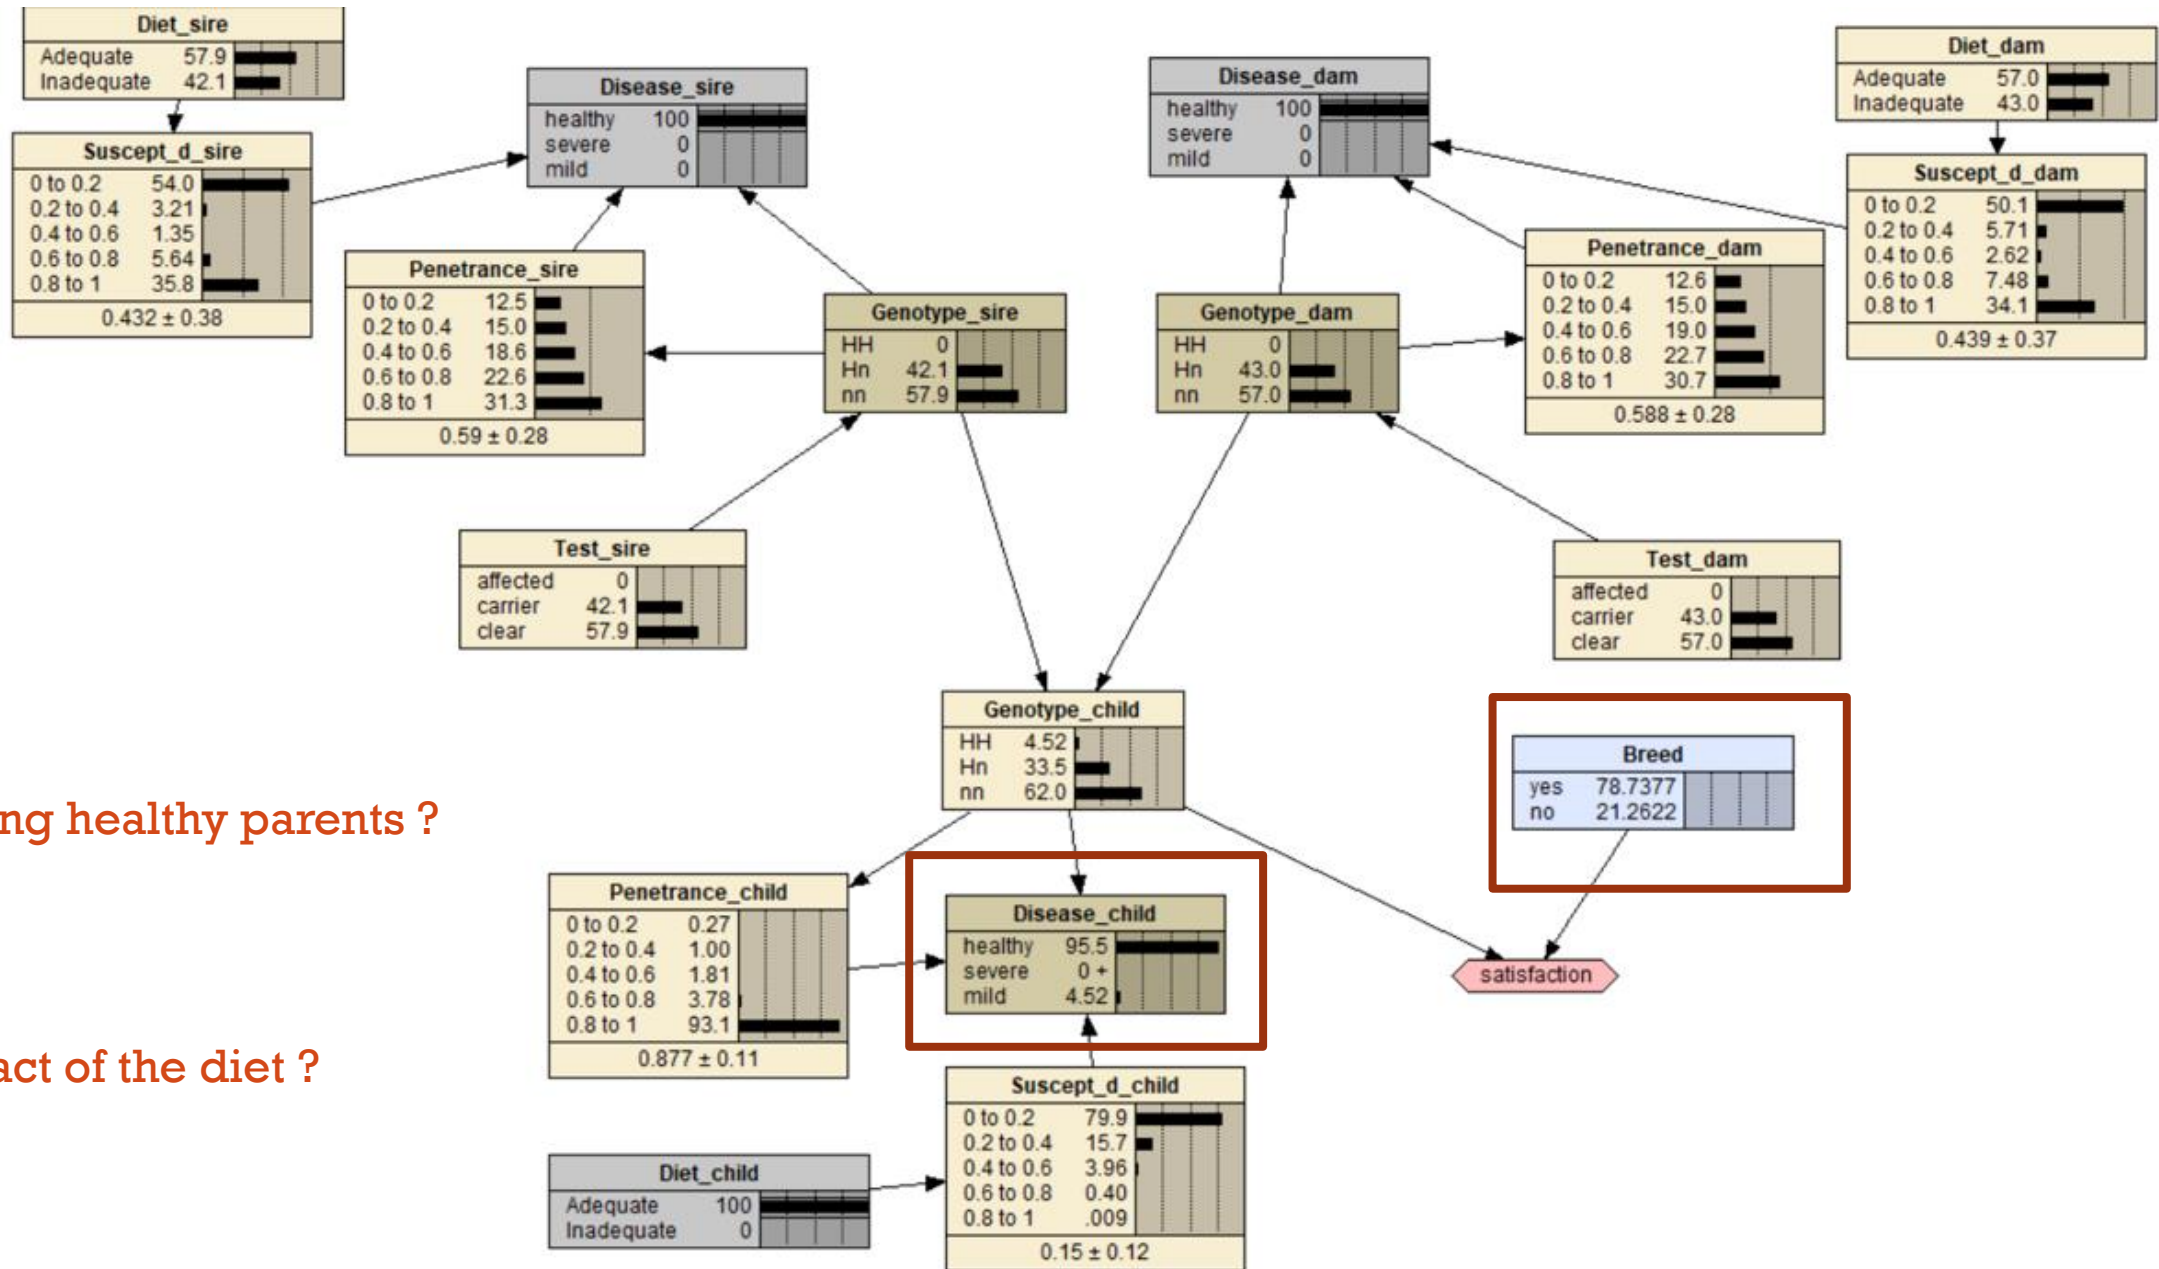 Diet_sire
Adequate 57.9
Inadequate 42.1
Suscept_d_sire
0 to 0.2 54.0
0.2 to 0.4 3.21
0.4 to 0.6 1.35
0.6 to 0.8 5.64
0.8 to 1 35.8
0.432 ± 0.38
Disease_sire
healthy 100
severe 0
mild 0
Penetrance_sire
0 to 0.2 12.5
0.2 to 0.4 15.0
0.4 to 0.6 18.6
0.6 to 0.8 22.6
0.8 to 1 31.3
0.59 ± 0.28
Genotype_sire
HH 0
Hn 42.1
nn 57.9
Test_sire
affected 0
carrier 42.1
clear 57.9
Disease_dam
healthy 100
severe 0
mild 0
Diet_dam
Adequate 57.0
Inadequate 43.0
Suscept_d_dam
0 to 0.2 50.1
0.2 to 0.4 5.71
0.4 to 0.6 2.62
0.6 to 0.8 7.48
0.8 to 1 34.1
0.439 ± 0.37
Penetrance_dam
0 to 0.2 12.6
0.2 to 0.4 15.0
0.4 to 0.6 19.0
0.6 to 0.8 22.7
0.8 to 1 30.7
0.588 ± 0.28
Genotype_dam
HH 0
Hn 43.0
nn 57.0
Test_dam
affected 0
carrier 43.0
clear 57.0
Genotype_child
HH 4.52
Hn 33.5
nn 62.0
Breed
yes 78.7377
no 21.2622
ng healthy parents ?
Penetrance_child
0 to 0.2 0.27
0.2 to 0.4 1.00
0.4 to 0.6 1.81
0.6 to 0.8 3.78
0.8 to 1 93.1
0.877 ± 0.11
Disease_child
healthy 95.5
severe 0 +
mild 4.52
satisfaction
act of the diet ?
Suscept_d_child
0 to 0.2 79.9
0.2 to 0.4 15.7
0.4 to 0.6 3.96
0.6 to 0.8 0.40
0.8 to 1 .009
0.15 ± 0.12
Diet_child
Adequate 100
Inadequate 0